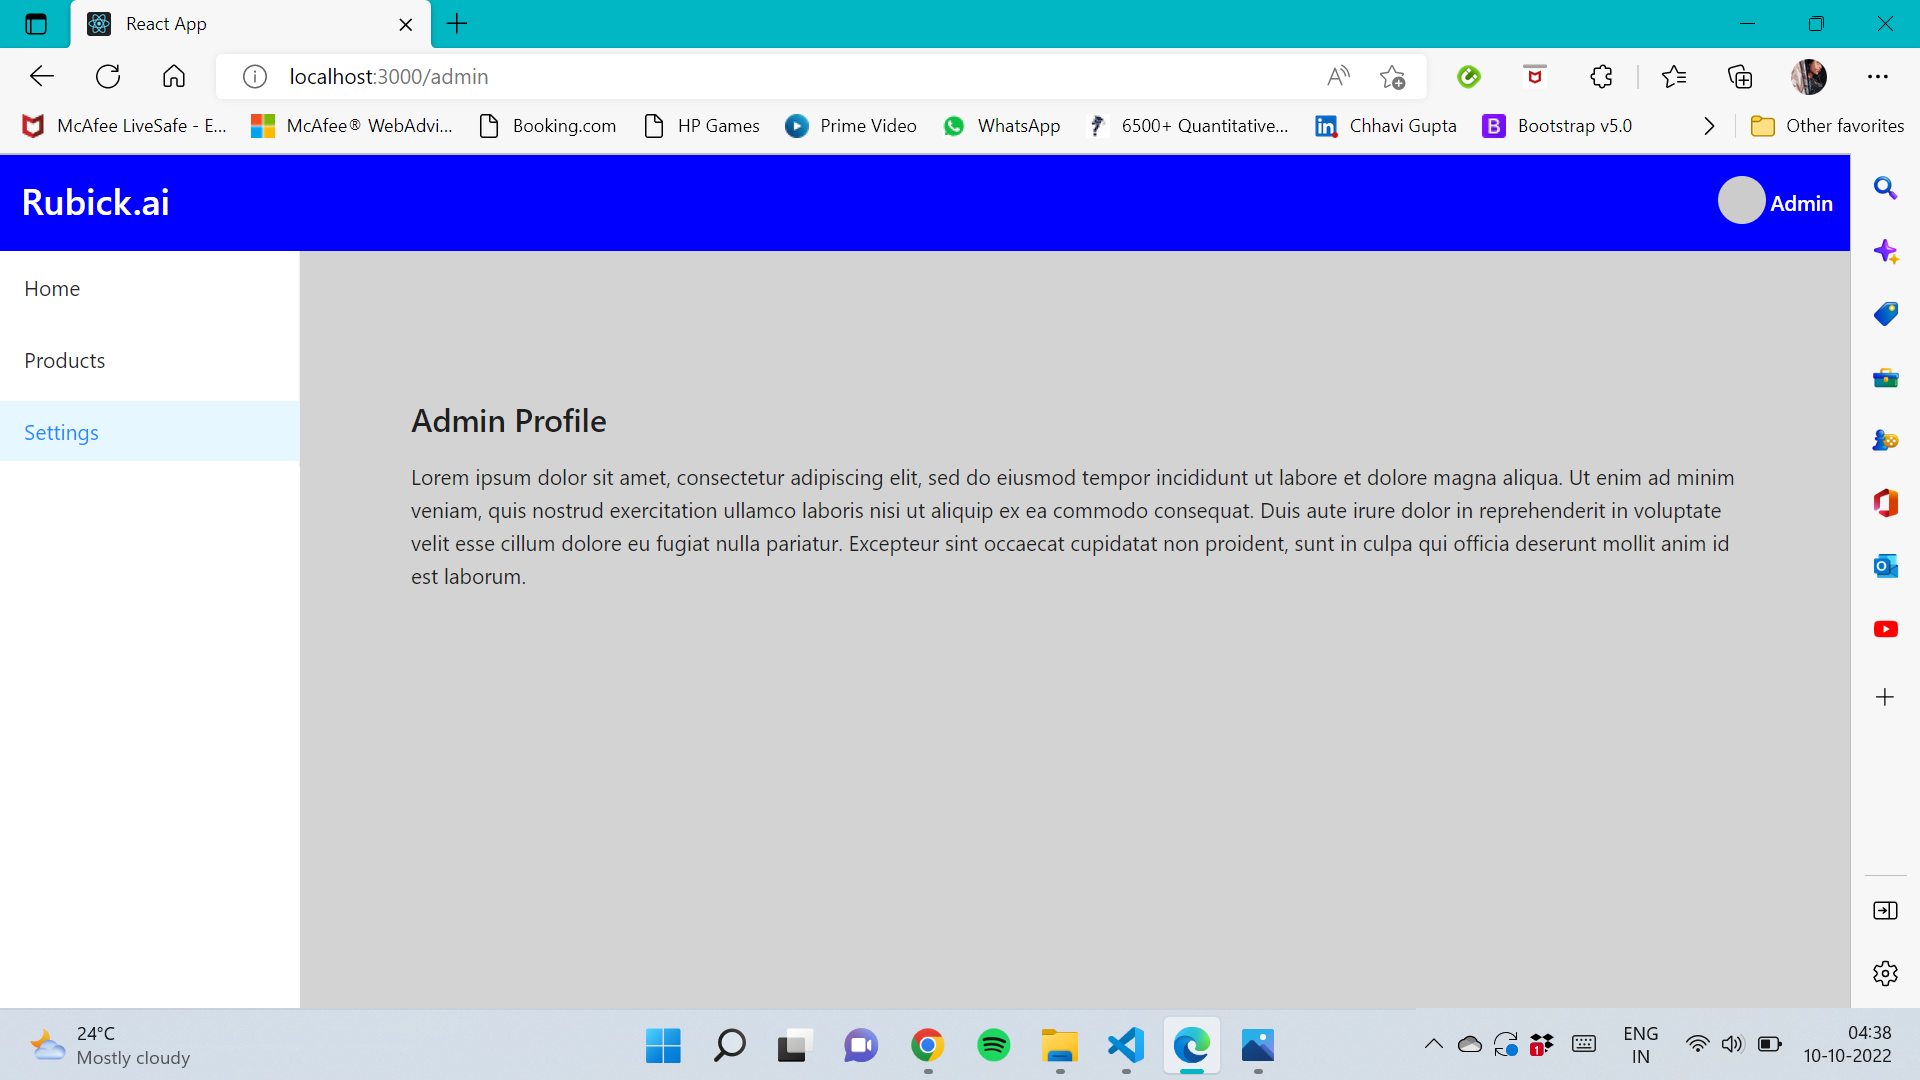 React App
localhost:3000/admin
McAfee LiveSafe - E...
McAfee® WebAdvi...
Booking.com
HP Games
Prime Video
WhatsApp
6500+ Quantitative...
Chhavi Gupta
Bootstrap v5.0
Other favorites
Rubick.ai
Admin
Home
Products
Settings
Admin Profile
Lorem ipsum dolor sit amet, consectetur adipiscing elit, sed do eiusmod tempor incididunt ut labore et dolore magna aliqua. Ut enim ad minim
veniam, quis nostrud exercitation ullamco laboris nisi ut aliquip ex ea commodo consequat. Duis aute irure dolor in reprehenderit in voluptate
velit esse cillum dolore eu fugiat nulla pariatur. Excepteur sint occaecat cupidatat non proident, sunt in culpa qui officia deserunt mollit anim id
est laborum.
24°C
Mostly cloudy
1
ENG
IN
04:38
10-10-2022